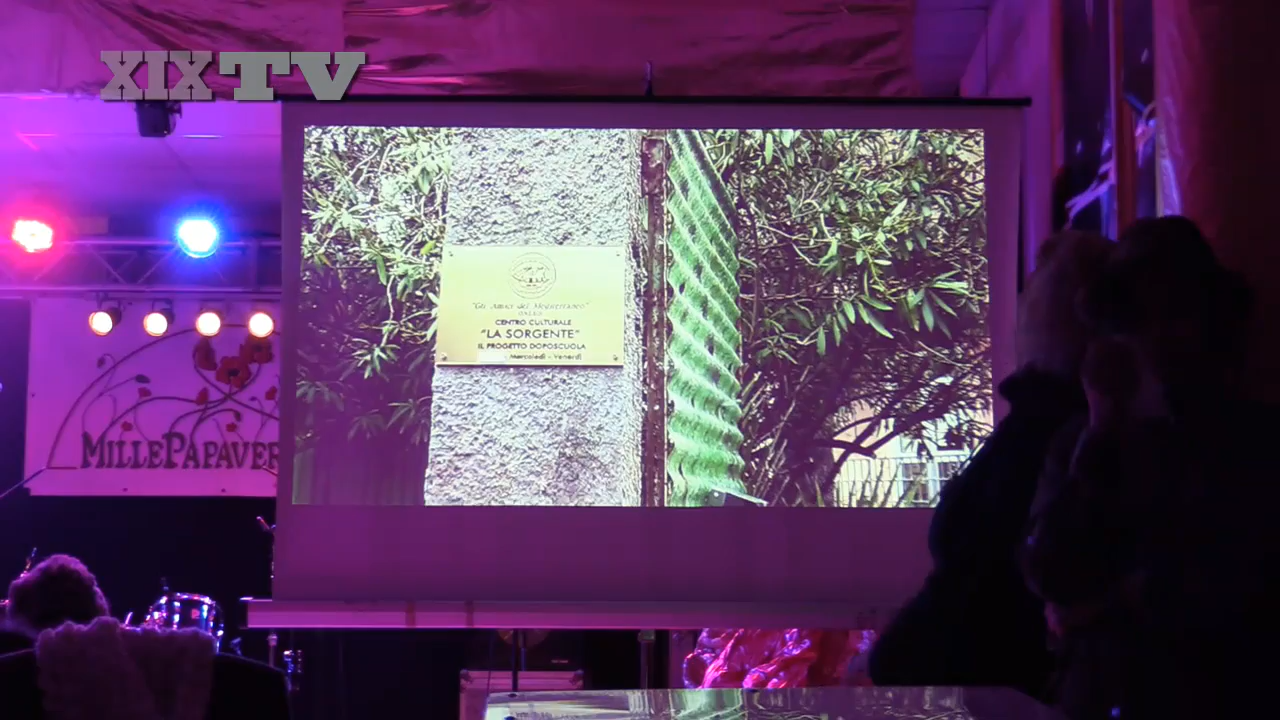 XIXTV
"Gli Amici del Mediterraneo"
CENTRO CULTURALE
"LA SORGENTE"
IL PROGETTO DOPOSCUOLA
- Mercoledì - Venerdì
MILLEPAPAVER